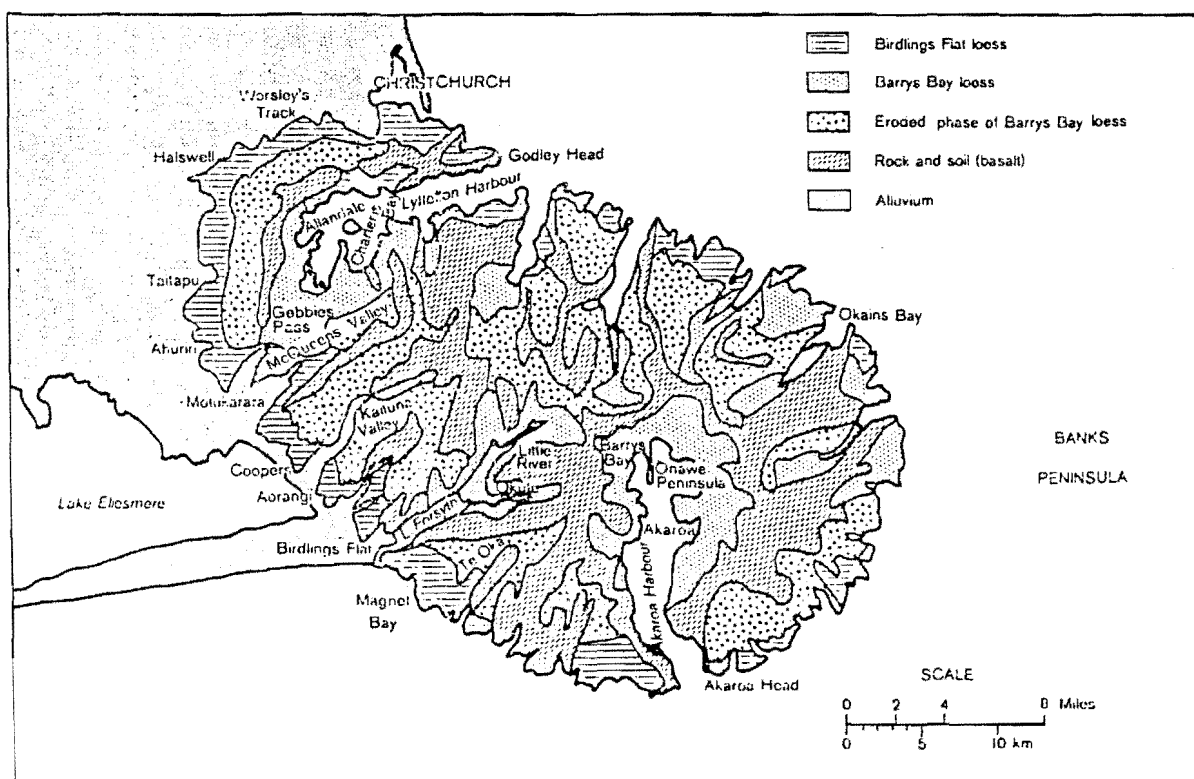 Birdlings Flat loess
Barrys Bay loess
Eroded phase of Barrys Bay loess
Rock and soil (basalt)
Alluvium
CHRISTCHURCH
Worsley's
Track
Halswell
Godley Head
Lyttelton Harbour
Allandale
Taitapu
Gebbies
Pass
McQueens Valley
Ahuriri
Motukarara
Okains Bay
Kaituna
Valley
Coopers
Aorangi
Little
River
Barrys
Bay
Onawe
Peninsula
BANKS
PENINSULA
Lake Ellesmere
Forsyth
Akaroa
Birdlings Flat
Te Oka
Magnet
Bay
Akaroa Harbour
Akaroa Head
SCALE
0 2 4 8 Miles
0 5 10 km